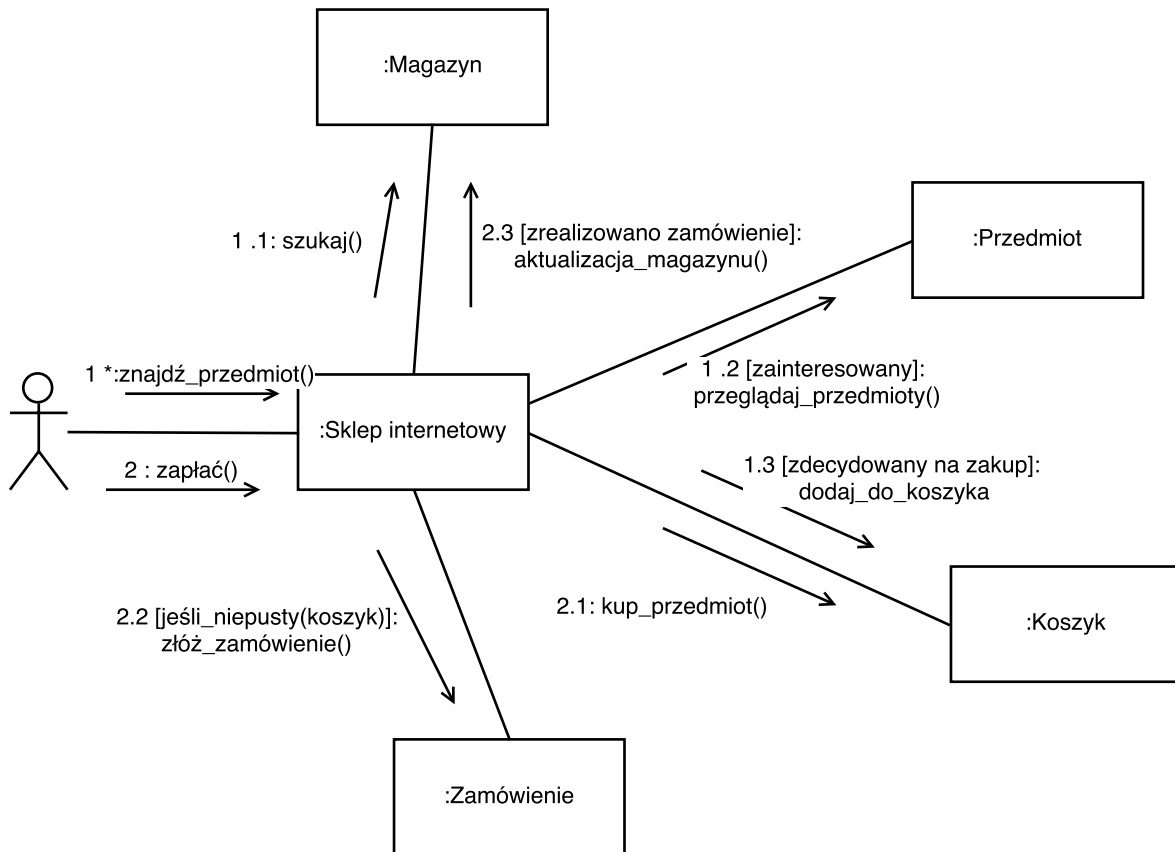 :Magazyn
1 .1: szukaj()
2.3 [zrealizowano zamówienie]:
aktualizacja_magazynu()
:Przedmiot
1 *:znajdź_przedmiot()
1 .2 [zainteresowany]:
przeglądaj_przedmioty()
:Sklep internetowy
2 : zapłać()
1.3 [zdecydowany na zakup]:
dodaj_do_koszyka
2.1: kup_przedmiot()
2.2 [jeśli_niepusty(koszyk)]:
złóż_zamówienie()
:Koszyk
:Zamówienie